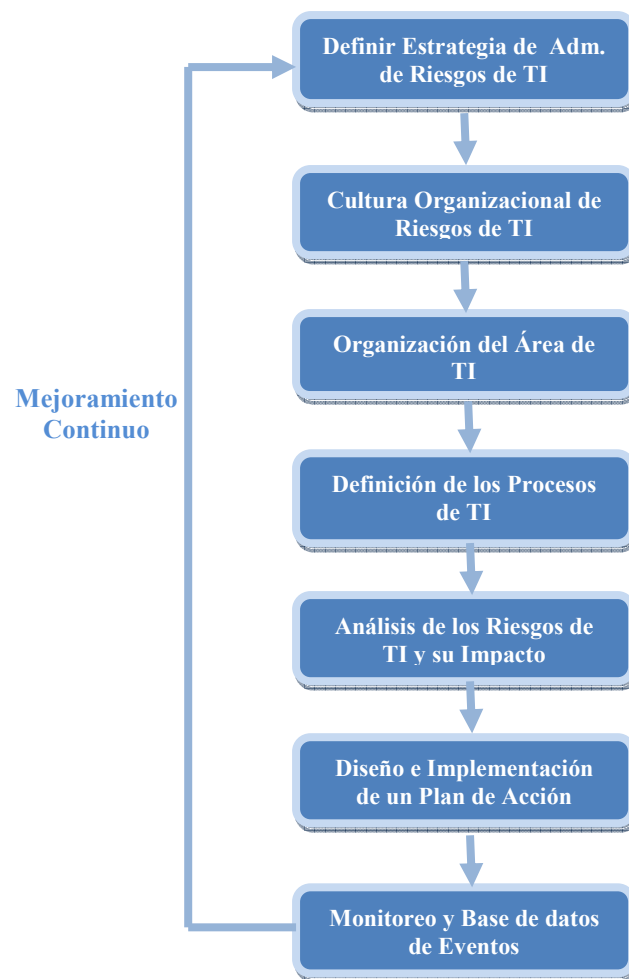 Definir Estrategia de Adm.
de Riesgos de TI
Cultura Organizacional de
Riesgos de TI
Organización del Área de
TI
Mejoramiento
Continuo
Definición de los Procesos
de TI
Análisis de los Riesgos de
TI y su Impacto
Diseño e Implementación
de un Plan de Acción
Monitoreo y Base de datos
de Eventos